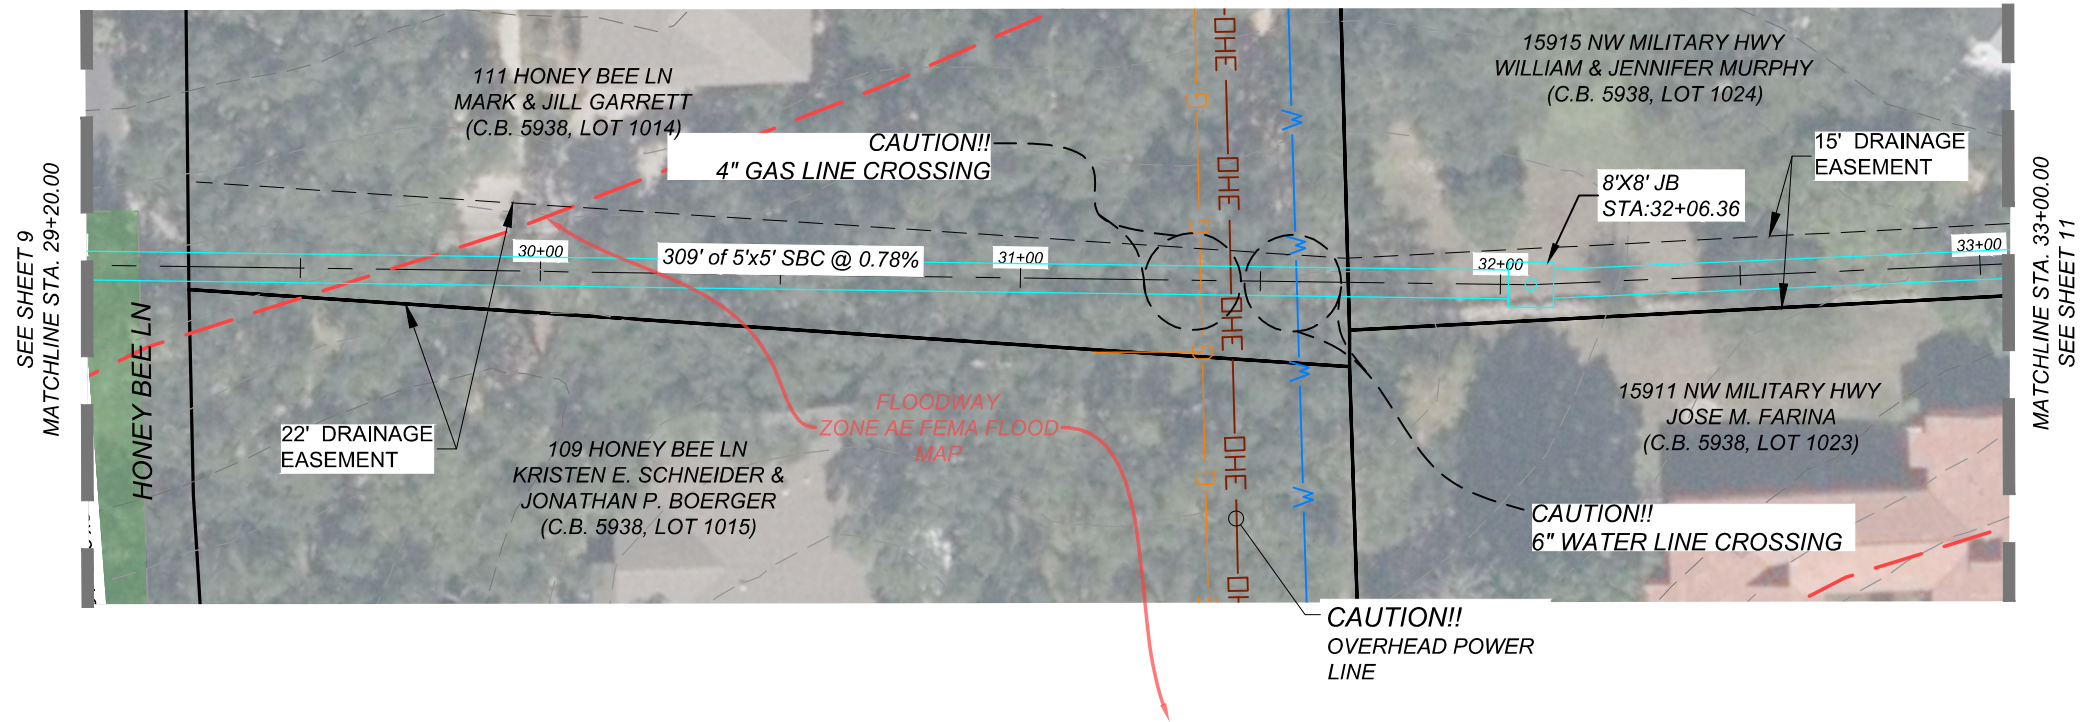 SEE SHEET 9
MATCHLINE STA. 29+20.00
HONEY BEE LN
111 HONEY BEE LN
MARK & JILL GARRETT
(C.B. 5938, LOT 1014)
CAUTION!!
4" GAS LINE CROSSING
OHE
15915 NW MILITARY HWY
WILLIAM & JENNIFER MURPHY
(C.B. 5938, LOT 1024)
15' DRAINAGE
EASEMENT
8'X8' JB
STA:32+06.36
W
G
OHE
30+00
309' of 5'x5' SBC @ 0.78%
31+00
32+00
33+00
G
W
OHE
G
W
22' DRAINAGE
EASEMENT
109 HONEY BEE LN
KRISTEN E. SCHNEIDER &
JONATHAN P. BOERGER
(C.B. 5938, LOT 1015)
FLOODWAY
ZONE AE FEMA FLOOD
MAP
OHE
G
W
15911 NW MILITARY HWY
JOSE M. FARINA
(C.B. 5938, LOT 1023)
CAUTION!!
6" WATER LINE CROSSING
CAUTION!!
OVERHEAD POWER
LINE
MATCHLINE STA. 33+00.00
SEE SHEET 11